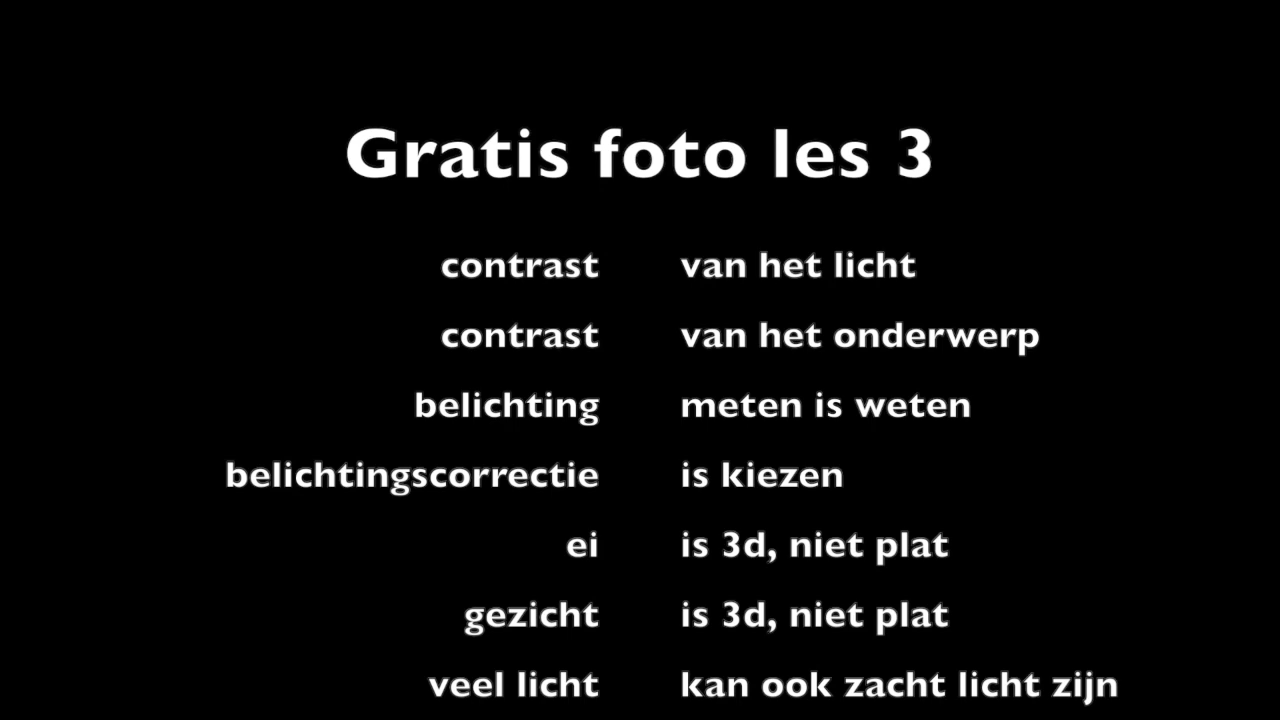 Gratis foto les 3
contrast van het licht
contrast van het onderwerp
belichting meten is weten
belichtingscorrectie is kiezen
ei is 3d, niet plat
gezicht is 3d, niet plat
veel licht kan ook zacht licht zijn